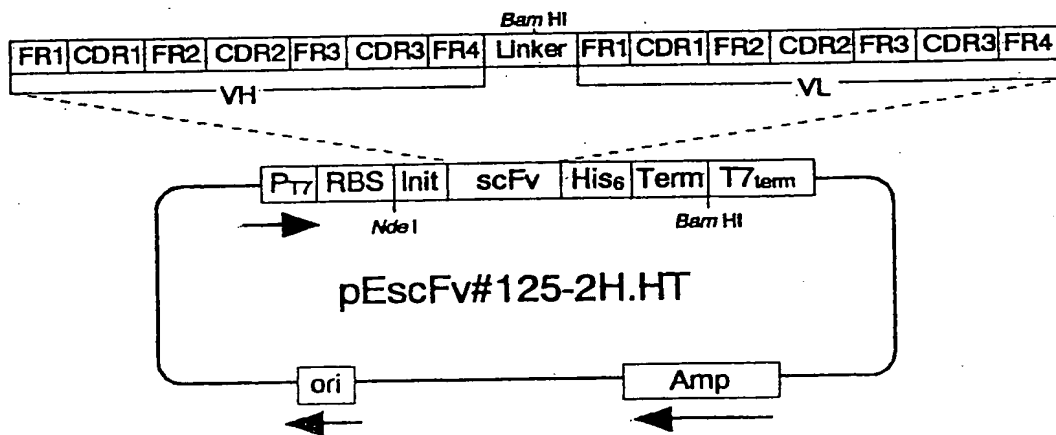 Bam HI
FR1 CDR1 FR2 CDR2 FR3 CDR3 FR4 Linker FR1 CDR1 FR2 CDR2 FR3 CDR3 FR4
VH VL
PT7 RBS Init scFv His6 Term T7term
Nde I Bam HI
pEscFv#125-2H.HT
ori Amp